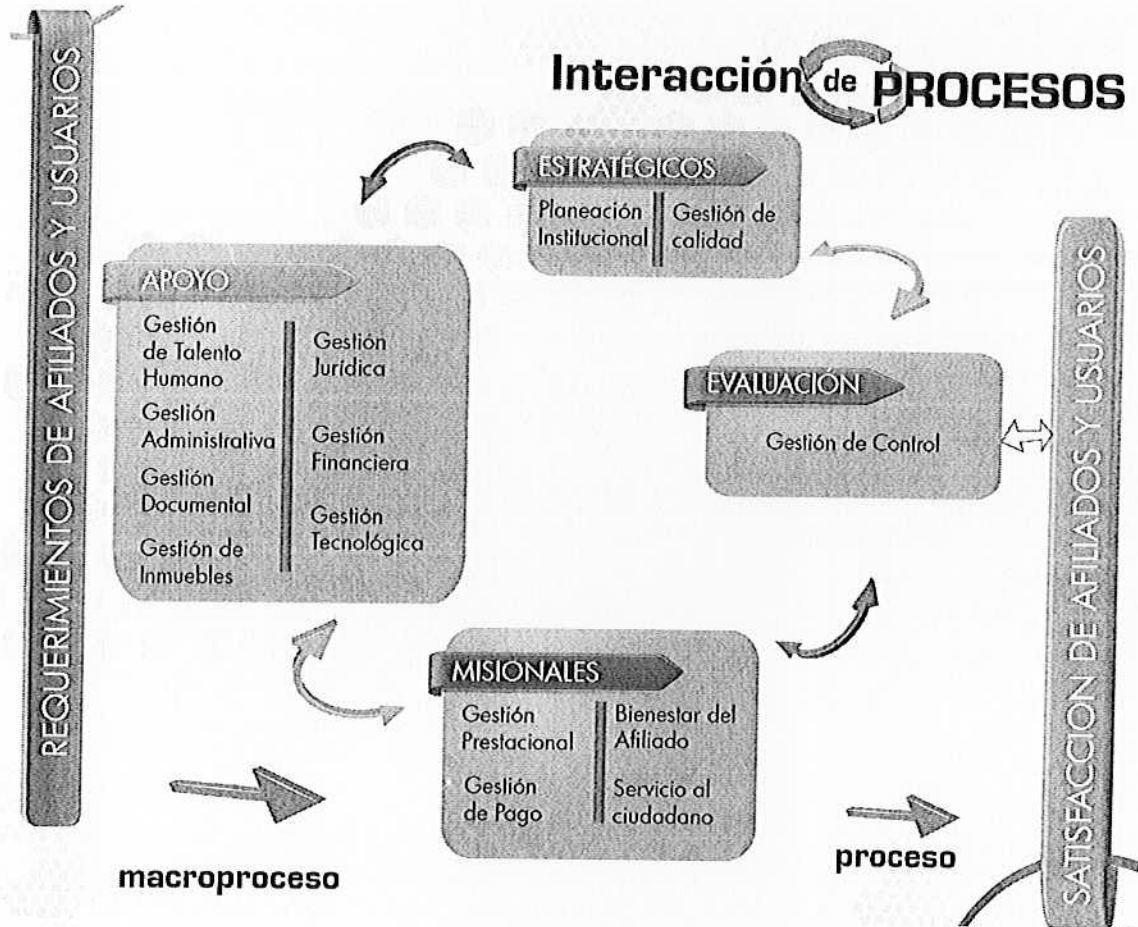 Interacción de PROCESOS
REQUERIMIENTOS DE AFILIADOS Y USUARIOS
ESTRATÉGICOS
Planeación
Institucional
Gestión de
calidad
APOYO
Gestión
de Talento
Humano
Gestión
Administrativa
Gestión
Documental
Gestión de
Inmuebles
Gestión
Jurídica
Gestión
Financiera
Gestión
Tecnológica
EVALUACIÓN
Gestión de Control
MISIONALES
Gestión
Prestacional
Gestión
de Pago
Bienestar del
Afiliado
Servicio al
ciudadano
macroproceso
proceso
SATISFACCION DE AFILIADOS Y USUARIOS